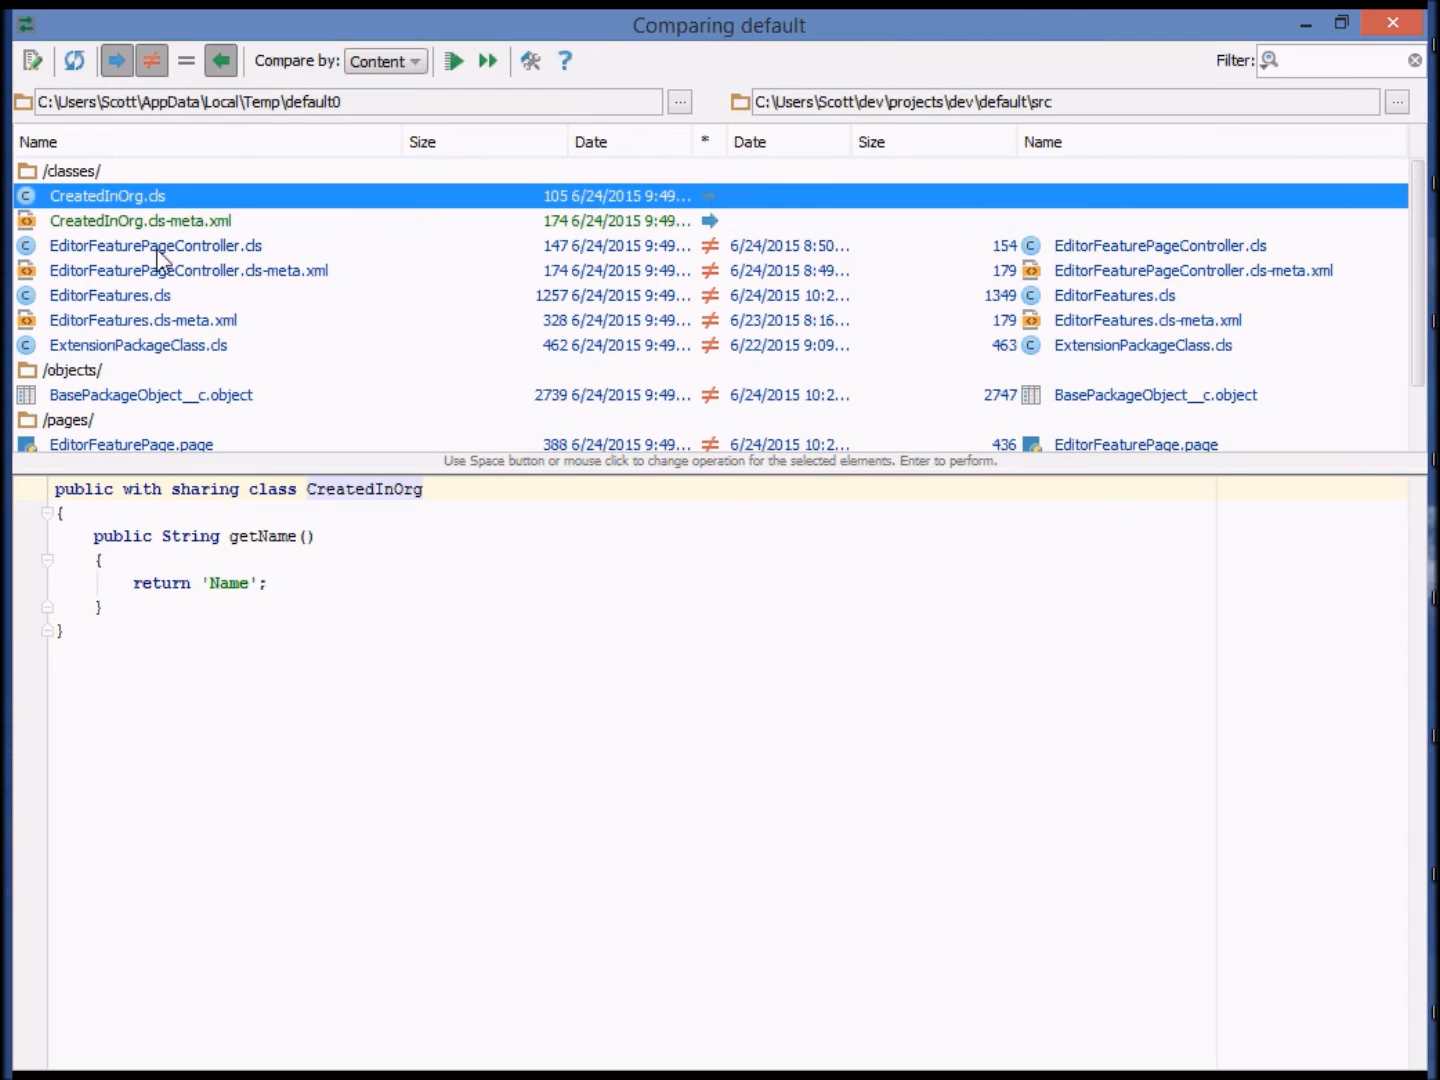 Comparing default
Compare by: Content Filter:
C:\Users\Scott\AppData\Local\Temp\default0 ... C:\Users\Scott\dev\projects\dev\default\src ...
Name Size Date * Date Size Name
/classes/
CreatedInOrg.cls 105 6/24/2015 9:49...
CreatedInOrg.cls-meta.xml 174 6/24/2015 9:49...
EditorFeaturePageController.cls 147 6/24/2015 9:49... ≠ 6/24/2015 8:50... 154 EditorFeaturePageController.cls
EditorFeaturePageController.cls-meta.xml 174 6/24/2015 9:49... ≠ 6/24/2015 8:49... 179 EditorFeaturePageController.cls-meta.xml
EditorFeatures.cls 1257 6/24/2015 9:49... ≠ 6/24/2015 10:2... 1349 EditorFeatures.cls
EditorFeatures.cls-meta.xml 328 6/24/2015 9:49... ≠ 6/23/2015 8:16... 179 EditorFeatures.cls-meta.xml
ExtensionPackageClass.cls 462 6/24/2015 9:49... ≠ 6/22/2015 9:09... 463 ExtensionPackageClass.cls
/objects/
BasePackageObject__c.object 2739 6/24/2015 9:49... ≠ 6/24/2015 10:2... 2747 BasePackageObject__c.object
/pages/
EditorFeaturePage.page 388 6/24/2015 9:49... ≠ 6/24/2015 10:2... 436 EditorFeaturePage.page
Use Space button or mouse click to change operation for the selected elements. Enter to perform.
public with sharing class CreatedInOrg
{
public String getName()
{
return 'Name';
}
}